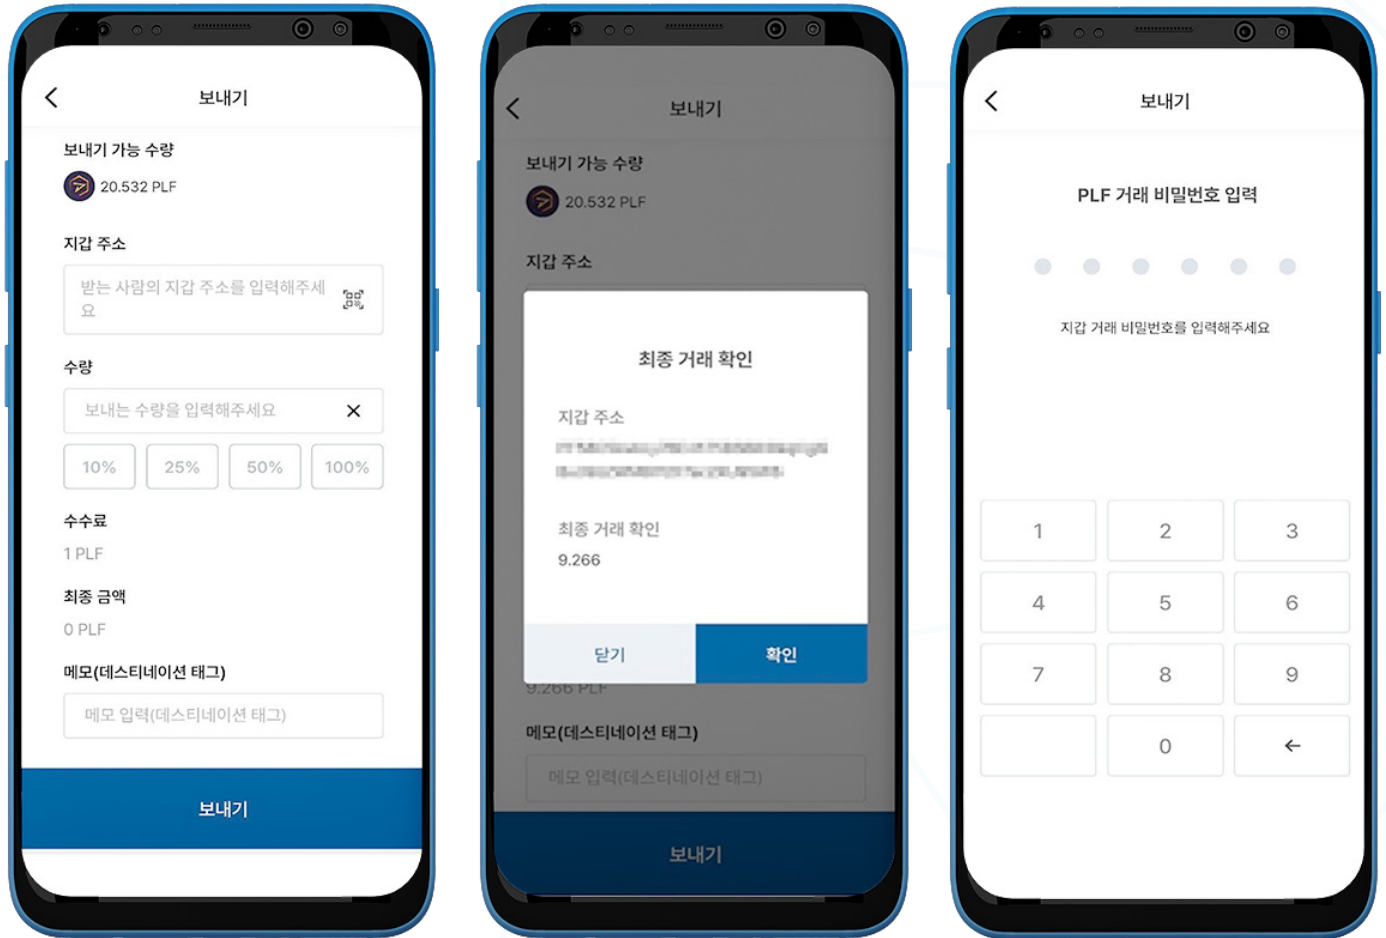 보내기
보내기 가능 수량
20.532 PLF
지갑 주소
받는 사람의 지갑 주소를 입력해주세
요
수량
보내는 수량을 입력해주세요
10% 25% 50% 100%
수수료
1 PLF
최종 금액
0 PLF
메모(데스티네이션 태그)
메모 입력(데스티네이션 태그)
보내기
보내기
보내기 가능 수량
20.532 PLF
지갑 주소
최종 거래 확인
지갑 주소
최종 거래 확인
9.266
닫기 확인
9.266 PLF
메모(데스티네이션 태그)
메모 입력(데스티네이션 태그)
보내기
보내기
PLF 거래 비밀번호 입력
지갑 거래 비밀번호를 입력해주세요
1 2 3
4 5 6
7 8 9
0 ←